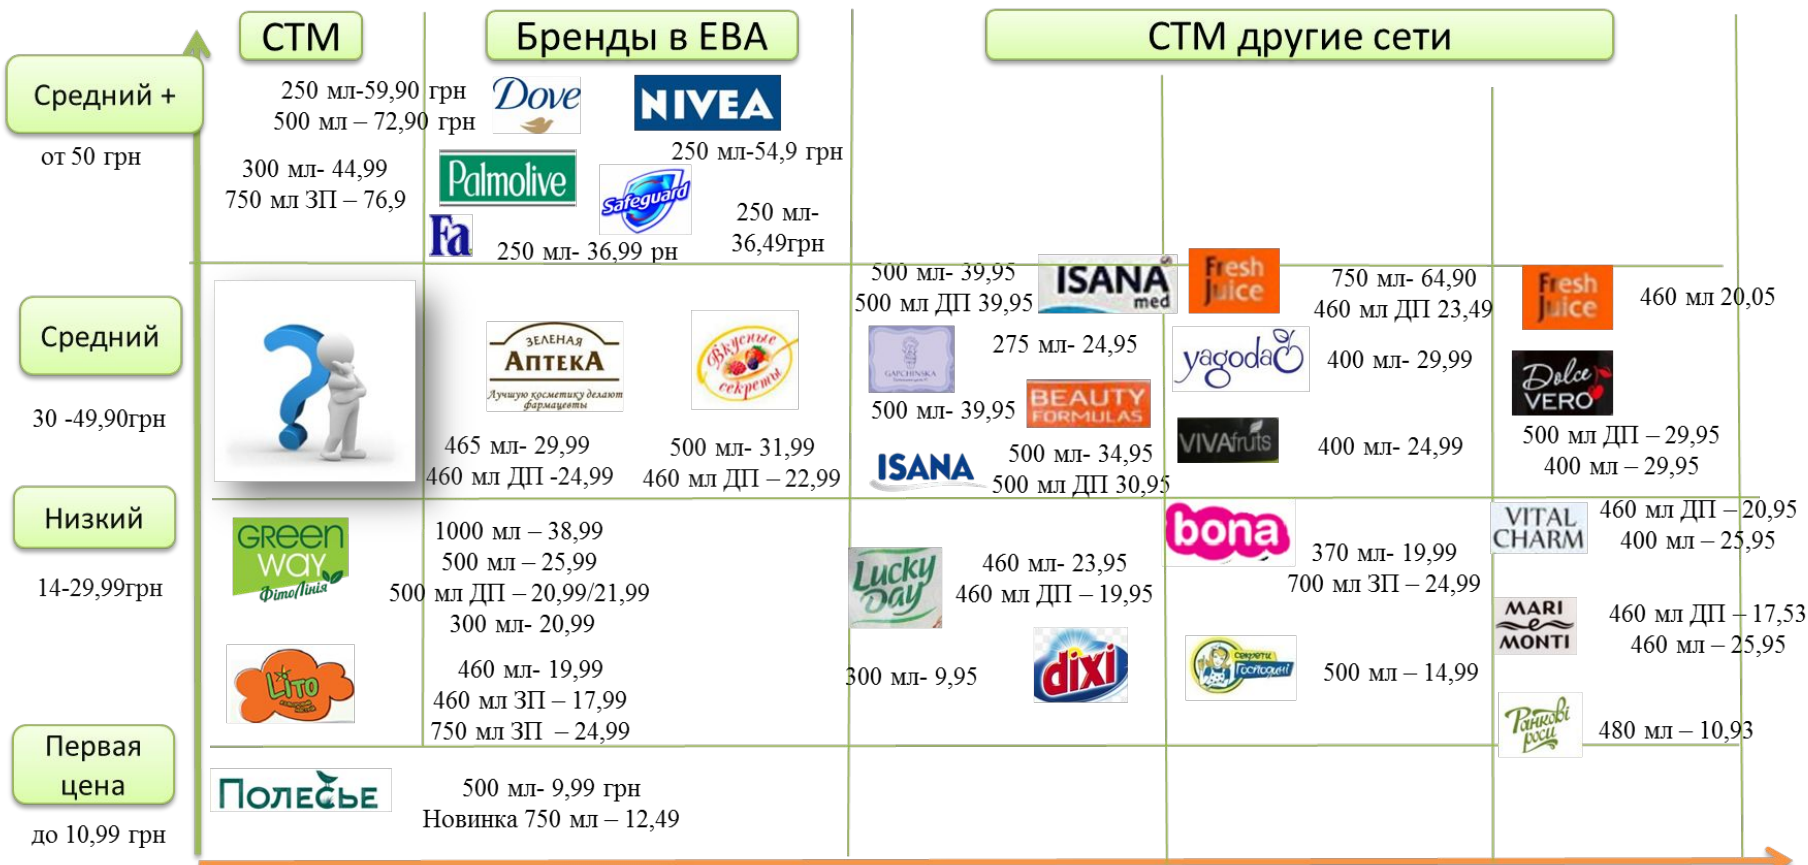 СТМ
Бренды в ЕВА
СТМ другие сети
Средний +
от 50 грн
250 мл-59,90 грн
500 мл – 72,90 грн
Dove
NIVEA
250 мл-54,9 грн
300 мл- 44,99
750 мл ЗП – 76,9
Palmolive
Safeguard
250 мл-
36,49грн
Fa
250 мл- 36,99 рн
Средний
30 -49,90грн
ЗЕЛЕНАЯ
АПТЕКА
Лучшую косметику делают
фармацевты
465 мл- 29,99
460 мл ДП -24,99
Вкусные
секреты
500 мл- 31,99
460 мл ДП – 22,99
500 мл- 39,95
500 мл ДП 39,95
ISANA
med
GAPCHINSKA
275 мл- 24,95
500 мл- 39,95
BEAUTY
FORMULAS
ISANA
500 мл- 34,95
500 мл ДП 30,95
Fresh
Juice
750 мл- 64,90
460 мл ДП 23,49
yagoda
400 мл- 29,99
VIVAfruts
400 мл- 24,99
Fresh
Juice
460 мл 20,05
Dolce
VERO
500 мл ДП – 29,95
400 мл – 29,95
Низкий
14-29,99грн
GREEN
WAY
ФітоЛінія
1000 мл – 38,99
500 мл – 25,99
500 мл ДП – 20,99/21,99
300 мл- 20,99
Літо
460 мл- 19,99
460 мл ЗП – 17,99
750 мл ЗП – 24,99
Lucky
Day
460 мл- 23,95
460 мл ДП – 19,95
300 мл- 9,95
dixi
bona
370 мл- 19,99
700 мл ЗП – 24,99
секрети
Господині
500 мл – 14,99
VITAL
CHARM
460 мл ДП – 20,95
400 мл – 25,95
MARI
e
MONTI
460 мл ДП – 17,53
460 мл – 25,95
Ранкові
роси
480 мл – 10,93
Первая
цена
до 10,99 грн
ПОЛЕСЬЕ
500 мл- 9,99 грн
Новинка 750 мл – 12,49